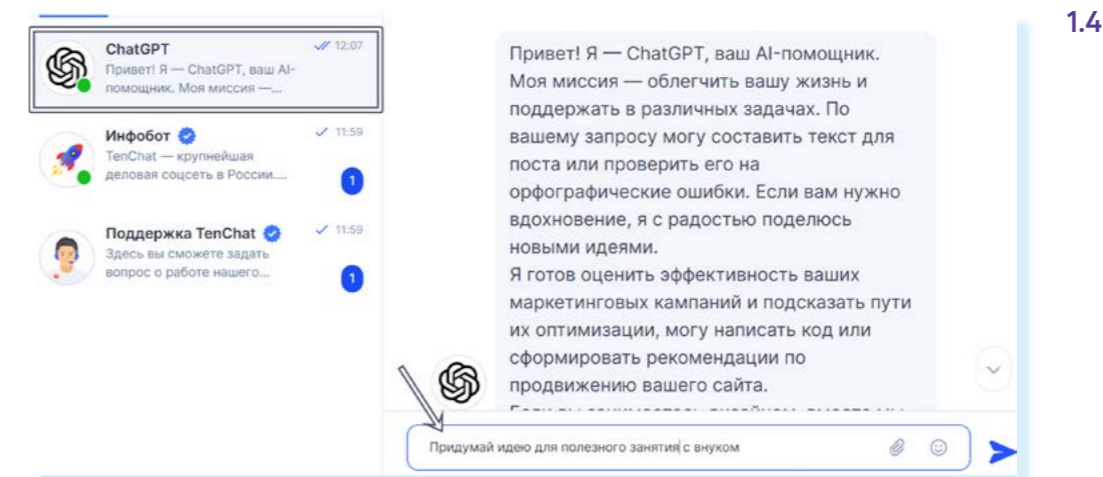 1.4
ChatGPT
12:07
Привет! Я — ChatGPT, ваш AI-
помощник. Моя миссия —...
Инфобот
11:59
TenChat — крупнейшая
деловая соцсеть в России....
1
Поддержка TenChat
11:59
Здесь вы сможете задать
вопрос о работе нашего...
1
Привет! Я — ChatGPT, ваш AI-помощник.
Моя миссия — облегчить вашу жизнь и
поддержать в различных задачах. По
вашему запросу могу составить текст для
поста или проверить его на
орфографические ошибки. Если вам нужно
вдохновение, я с радостью поделюсь
новыми идеями.
Я готов оценить эффективность ваших
маркетинговых кампаний и подсказать пути
их оптимизации, могу написать код или
сформировать рекомендации по
продвижению вашего сайта.
Придумай идею для полезного занятия с внуком